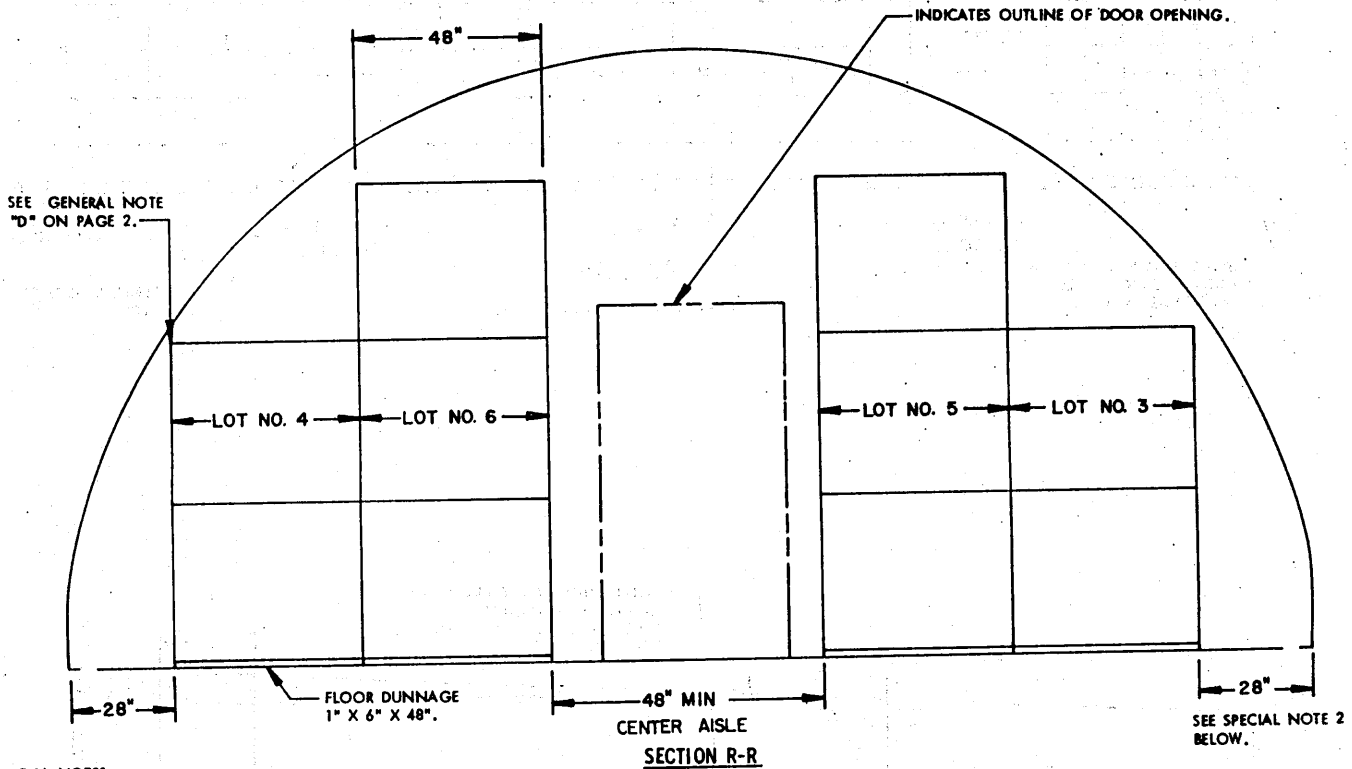 INDICATES OUTLINE OF DOOR OPENING.
48"
SEE GENERAL NOTE
"D" ON PAGE 2.
LOT NO. 4
LOT NO. 6
LOT NO. 5
LOT NO. 3
28"
FLOOR DUNNAGE
1" X 6" X 48".
48" MIN
CENTER AISLE
SECTION R-R
28"
SEE SPECIAL NOTE 2
BELOW.